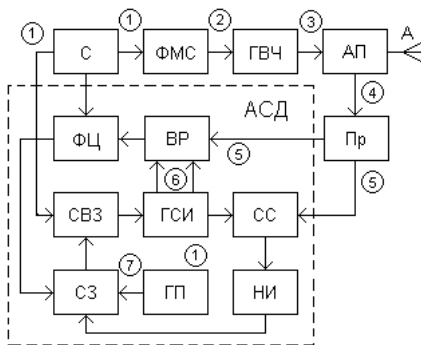 1 1 2 3 А
С ФМС ГВЧ АП
4
АСД
ФЦ ВР Пр
5
6 5
СВЗ ГСИ СС
7 1
СЗ ГП НИ